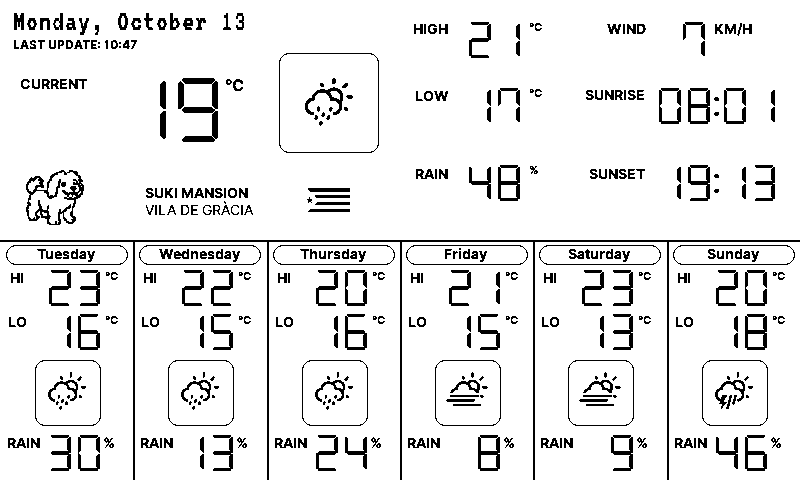 Monday, October 13
LAST UPDATE: 10:47
CURRENT 19 °C
SUKI MANSION
VILA DE GRÀCIA
HIGH 21 °C
LOW 17 °C
RAIN 48 %
WIND 7 KM/H
SUNRISE 08:01
SUNSET 19:13
Tuesday
HI 23 °C
LO 16 °C
RAIN 30 %
Wednesday
HI 22 °C
LO 15 °C
RAIN 13 %
Thursday
HI 20 °C
LO 16 °C
RAIN 24 %
Friday
HI 21 °C
LO 15 °C
RAIN 8 %
Saturday
HI 23 °C
LO 13 °C
RAIN 9 %
Sunday
HI 20 °C
LO 18 °C
RAIN 46 %